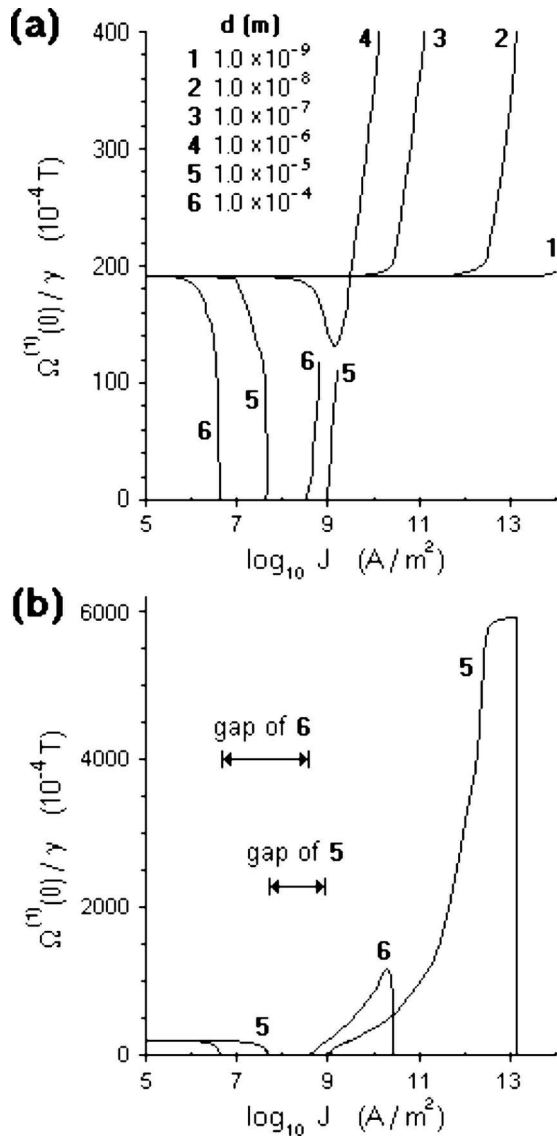 (a)
400
300
200
100
0
Ω⁽¹⁾(0)/γ (10⁻⁴T)
d (m)
1 1.0 ×10⁻⁹
2 1.0 ×10⁻⁸
3 1.0 ×10⁻⁷
4 1.0 ×10⁻⁶
5 1.0 ×10⁻⁵
6 1.0 ×10⁻⁴
4 3 2
1
6 5
5
6
5 7 9 11 13
log₁₀ J (A/m²)
(b)
6000
4000
2000
0
Ω⁽¹⁾(0)/γ (10⁻⁴T)
5
gap of 6
gap of 5
6
5
5 7 9 11 13
log₁₀ J (A/m²)